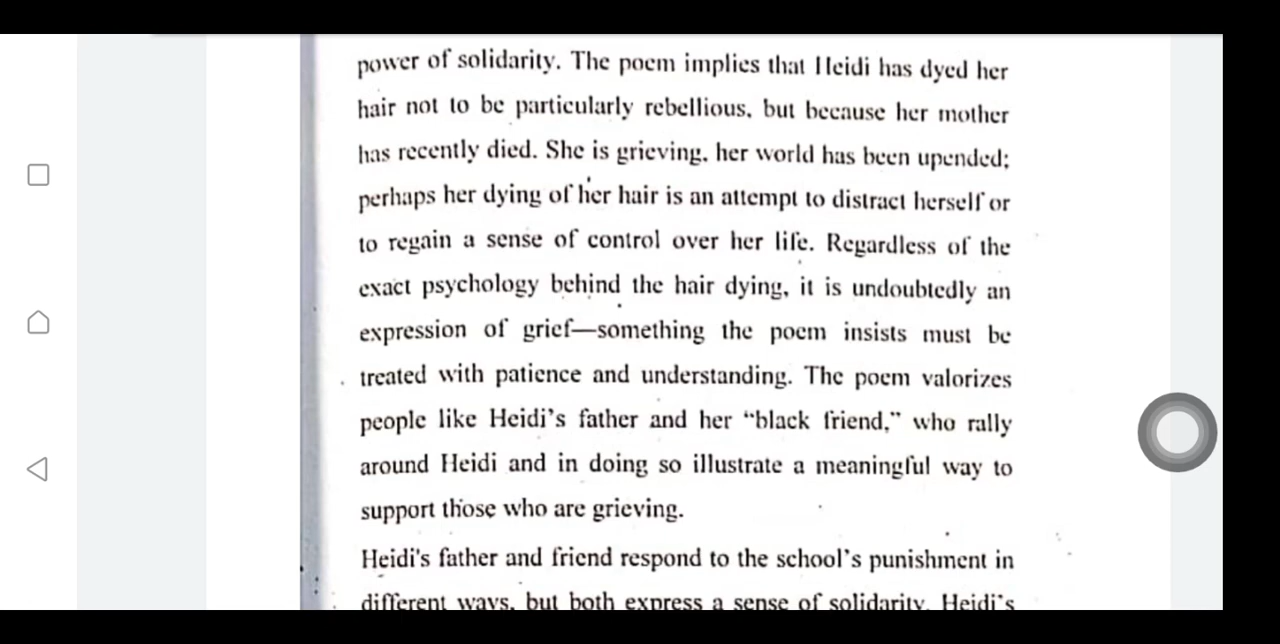 power of solidarity. The poem implies that Heidi has dyed her
hair not to be particularly rebellious, but because her mother
has recently died. She is grieving, her world has been upended;
perhaps her dying of her hair is an attempt to distract herself or
to regain a sense of control over her life. Regardless of the
exact psychology behind the hair dying, it is undoubtedly an
expression of grief—something the poem insists must be
treated with patience and understanding. The poem valorizes
people like Heidi's father and her “black friend,” who rally
around Heidi and in doing so illustrate a meaningful way to
support those who are grieving.
Heidi's father and friend respond to the school's punishment in
different ways, but both express a sense of solidarity. Heidi's